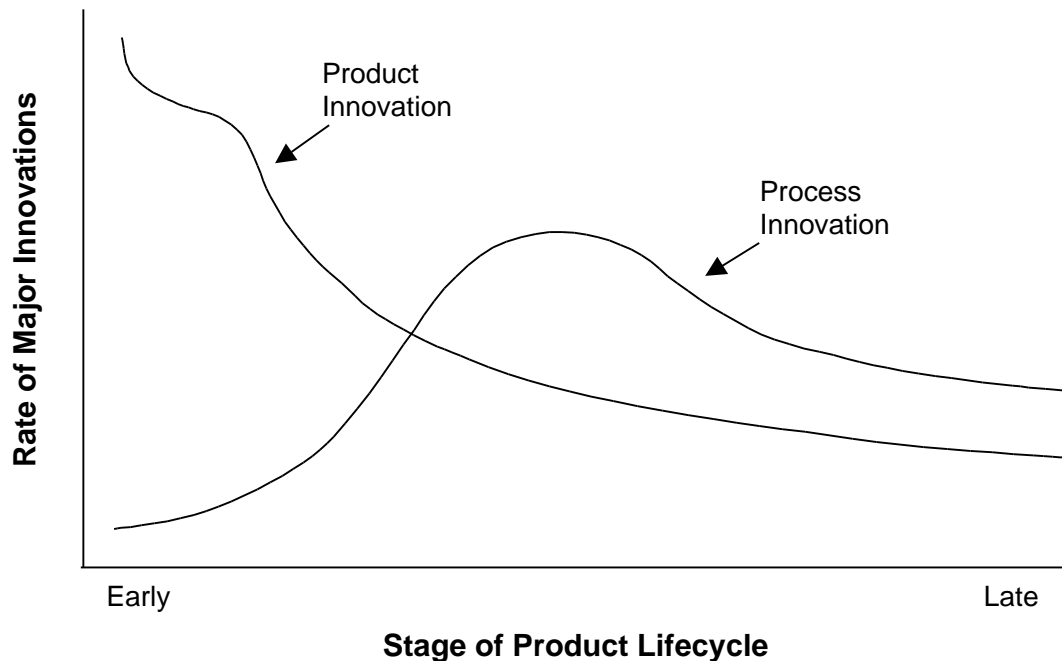 Product
Innovation
Process
Innovation
Rate of Major Innovations
Early
Late
Stage of Product Lifecycle